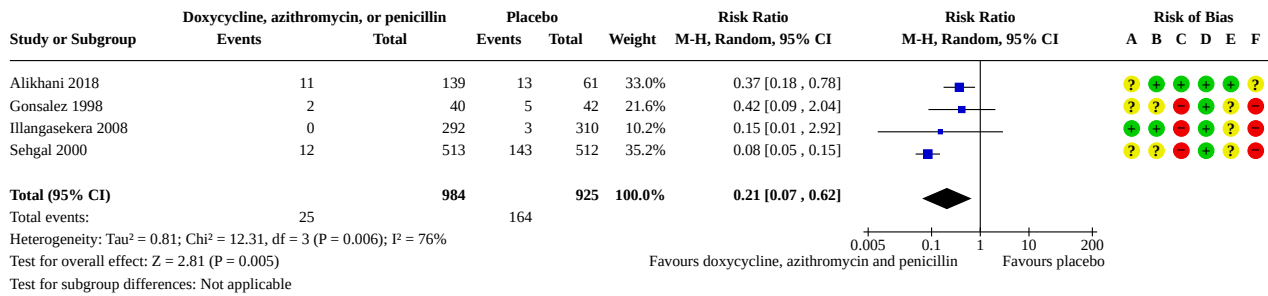 Doxycycline, azithromycin, or penicillin Placebo Risk Ratio Risk Ratio Risk of Bias
Study or Subgroup Events Total Events Total Weight M-H, Random, 95% CI M-H, Random, 95% CI A B C D E F
Alikhani 2018 11 139 13 61 33.0% 0.37 [0.18 , 0.78] ? + + + + ?
Gonsalez 1998 2 40 5 42 21.6% 0.42 [0.09 , 2.04] ? ? − + ? −
Illangasekera 2008 0 292 3 310 10.2% 0.15 [0.01 , 2.92] + + − + ? −
Sehgal 2000 12 513 143 512 35.2% 0.08 [0.05 , 0.15] ? ? − + ? −
Total (95% CI) 984 925 100.0% 0.21 [0.07 , 0.62]
Total events: 25 164
Heterogeneity: Tau² = 0.81; Chi² = 12.31, df = 3 (P = 0.006); I² = 76%
0.005 0.1 1 10 200
Test for overall effect: Z = 2.81 (P = 0.005) Favours doxycycline, azithromycin and penicillin Favours placebo
Test for subgroup differences: Not applicable